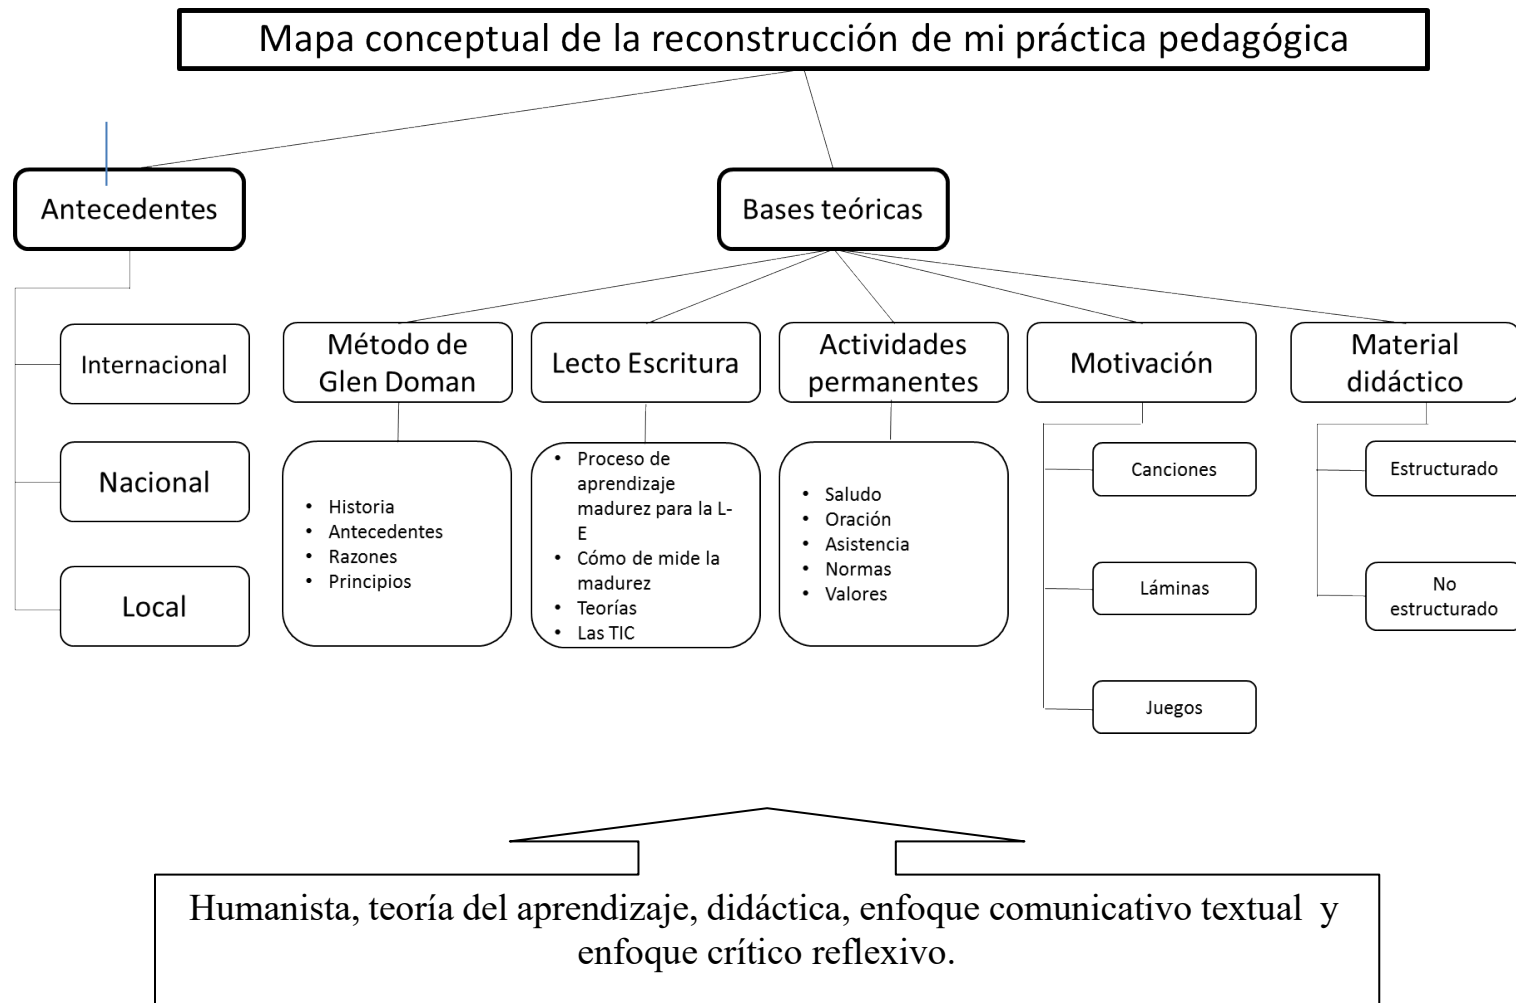 Mapa conceptual de la reconstrucción de mi práctica pedagógica
Antecedentes
Bases teóricas
Internacional
Nacional
Local
Método de
Glen Doman
• Historia
• Antecedentes
• Razones
• Principios
Lecto Escritura
• Proceso de
aprendizaje
madurez para la L-
E
• Cómo de mide la
madurez
• Teorías
• Las TIC
Actividades
permanentes
• Saludo
• Oración
• Asistencia
• Normas
• Valores
Motivación
Canciones
Láminas
Juegos
Material
didáctico
Estructurado
No
estructurado
Humanista, teoría del aprendizaje, didáctica, enfoque comunicativo textual y
enfoque crítico reflexivo.